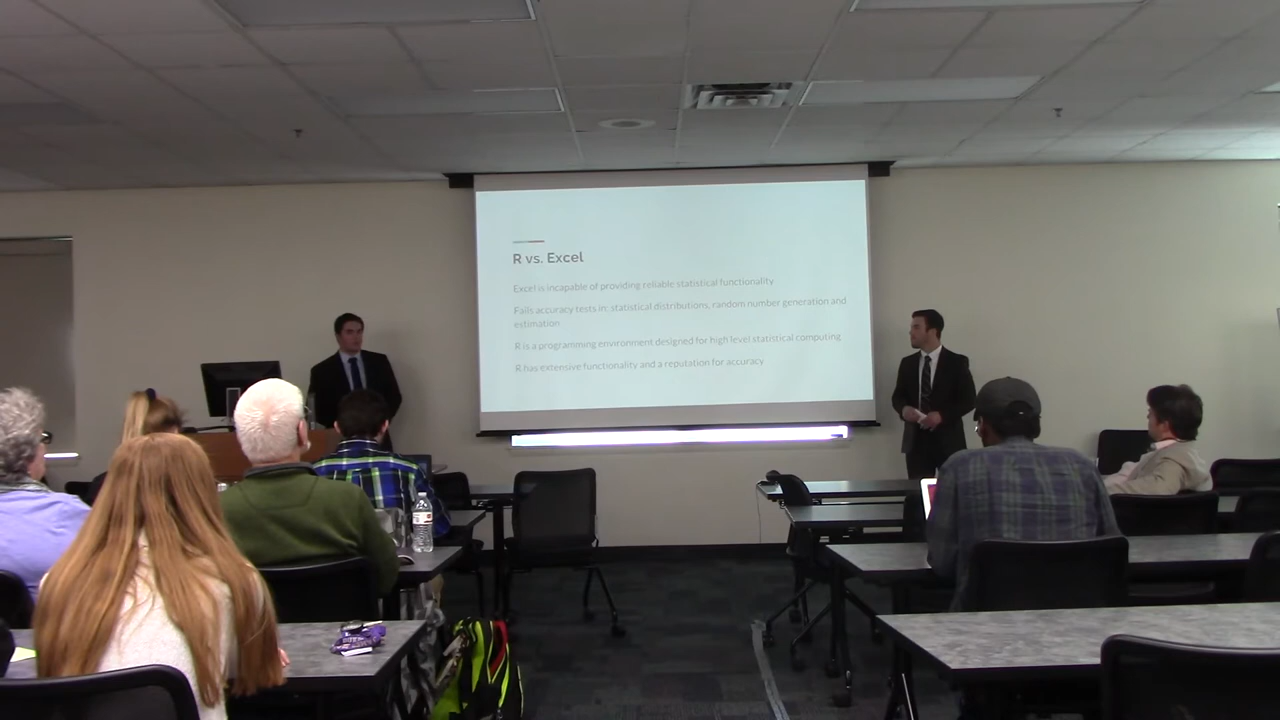 R vs. Excel
Excel is incapable of providing reliable statistical functionality
Fails accuracy tests in: statistical distributions, random number generation and
estimation
R is a programming environment designed for high level statistical computing
R has extensive functionality and a reputation for accuracy